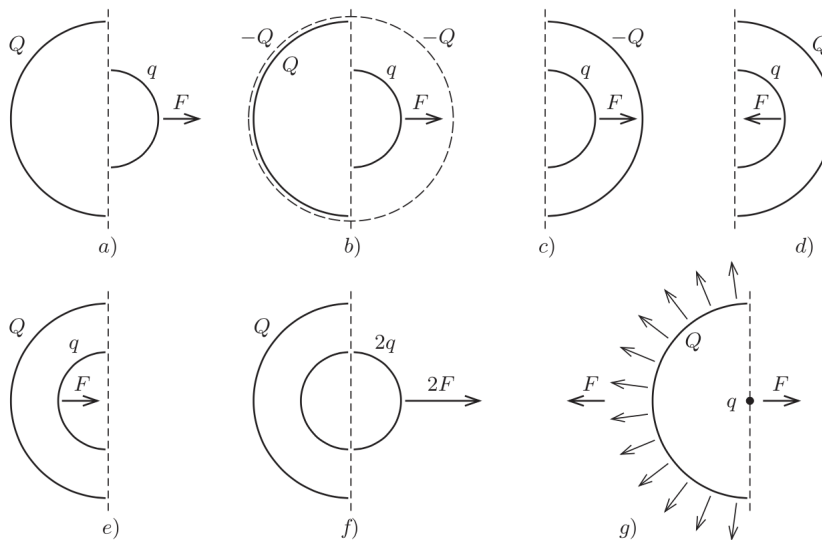 Q q F
a)
−Q −Q Q q F
b)
−Q q F
c)
Q q F
d)
Q q F
e)
Q 2q 2F
f)
F Q q F
g)